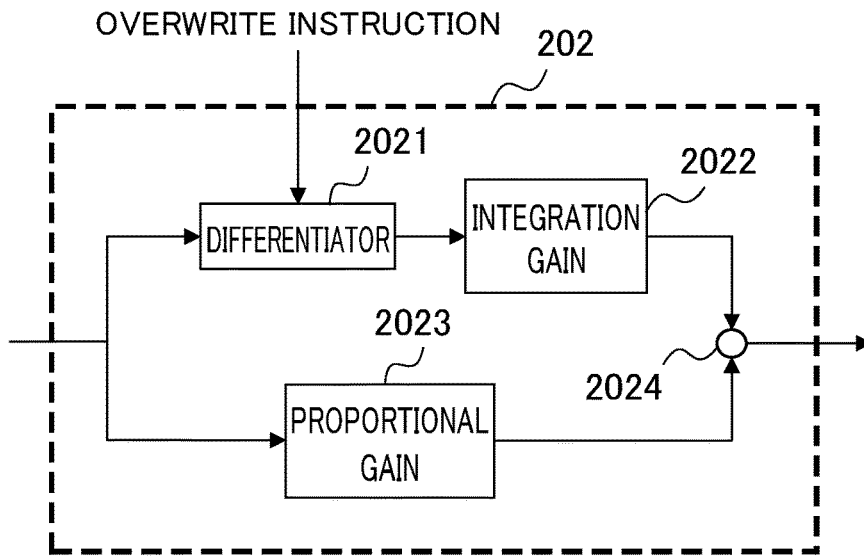 OVERWRITE INSTRUCTION
202
2021
2022
DIFFERENTIATOR
INTEGRATION
GAIN
2023
2024
PROPORTIONAL
GAIN